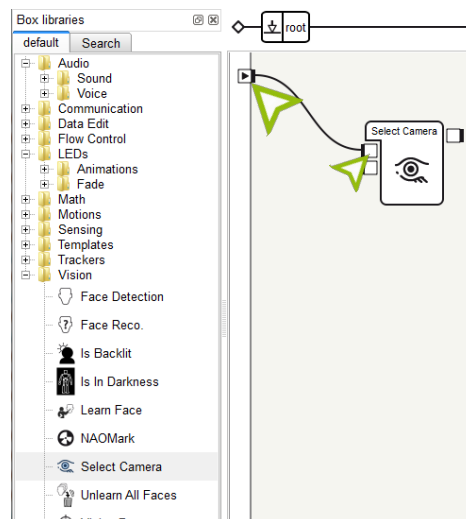 Box libraries
root
default
Search
Audio
Sound
Voice
Communication
Data Edit
Flow Control
LEDs
Animations
Fade
Math
Motions
Sensing
Templates
Trackers
Vision
Face Detection
Face Reco.
Is Backlit
Is In Darkness
Learn Face
NAOMark
Select Camera
Unlearn All Faces
Select Camera